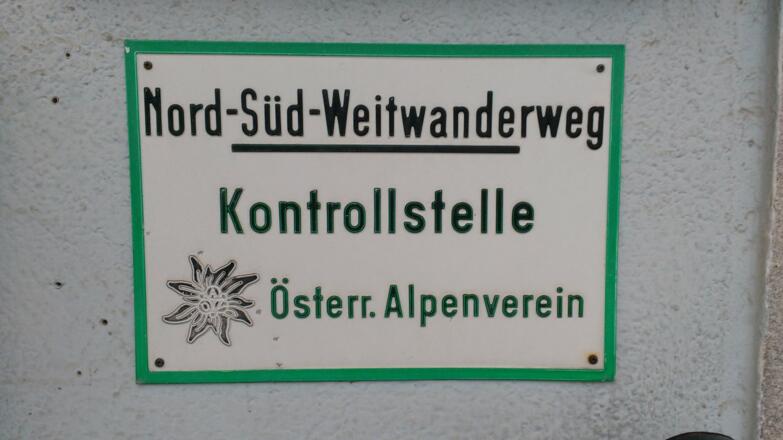 Nord-Süd-Weitwanderweg
Kontrollstelle
Österr. Alpenverein